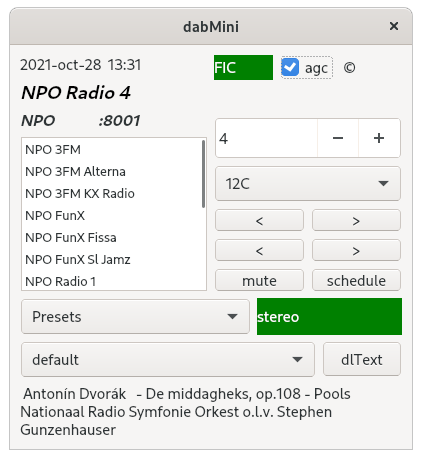 dabMini ×
2021-oct-28 13:31 FIC agc ©
NPO Radio 4
NPO :8001
NPO 3FM
NPO 3FM Alterna
NPO 3FM KX Radio
NPO FunX
NPO FunX Fissa
NPO FunX Sl Jamz
NPO Radio 1
4 − +
12C
< >
< >
mute schedule
Presets stereo
default dlText
Antonín Dvorák - De middagheks, op.108 - Pools
Nationaal Radio Symfonie Orkest o.l.v. Stephen
Gunzenhauser